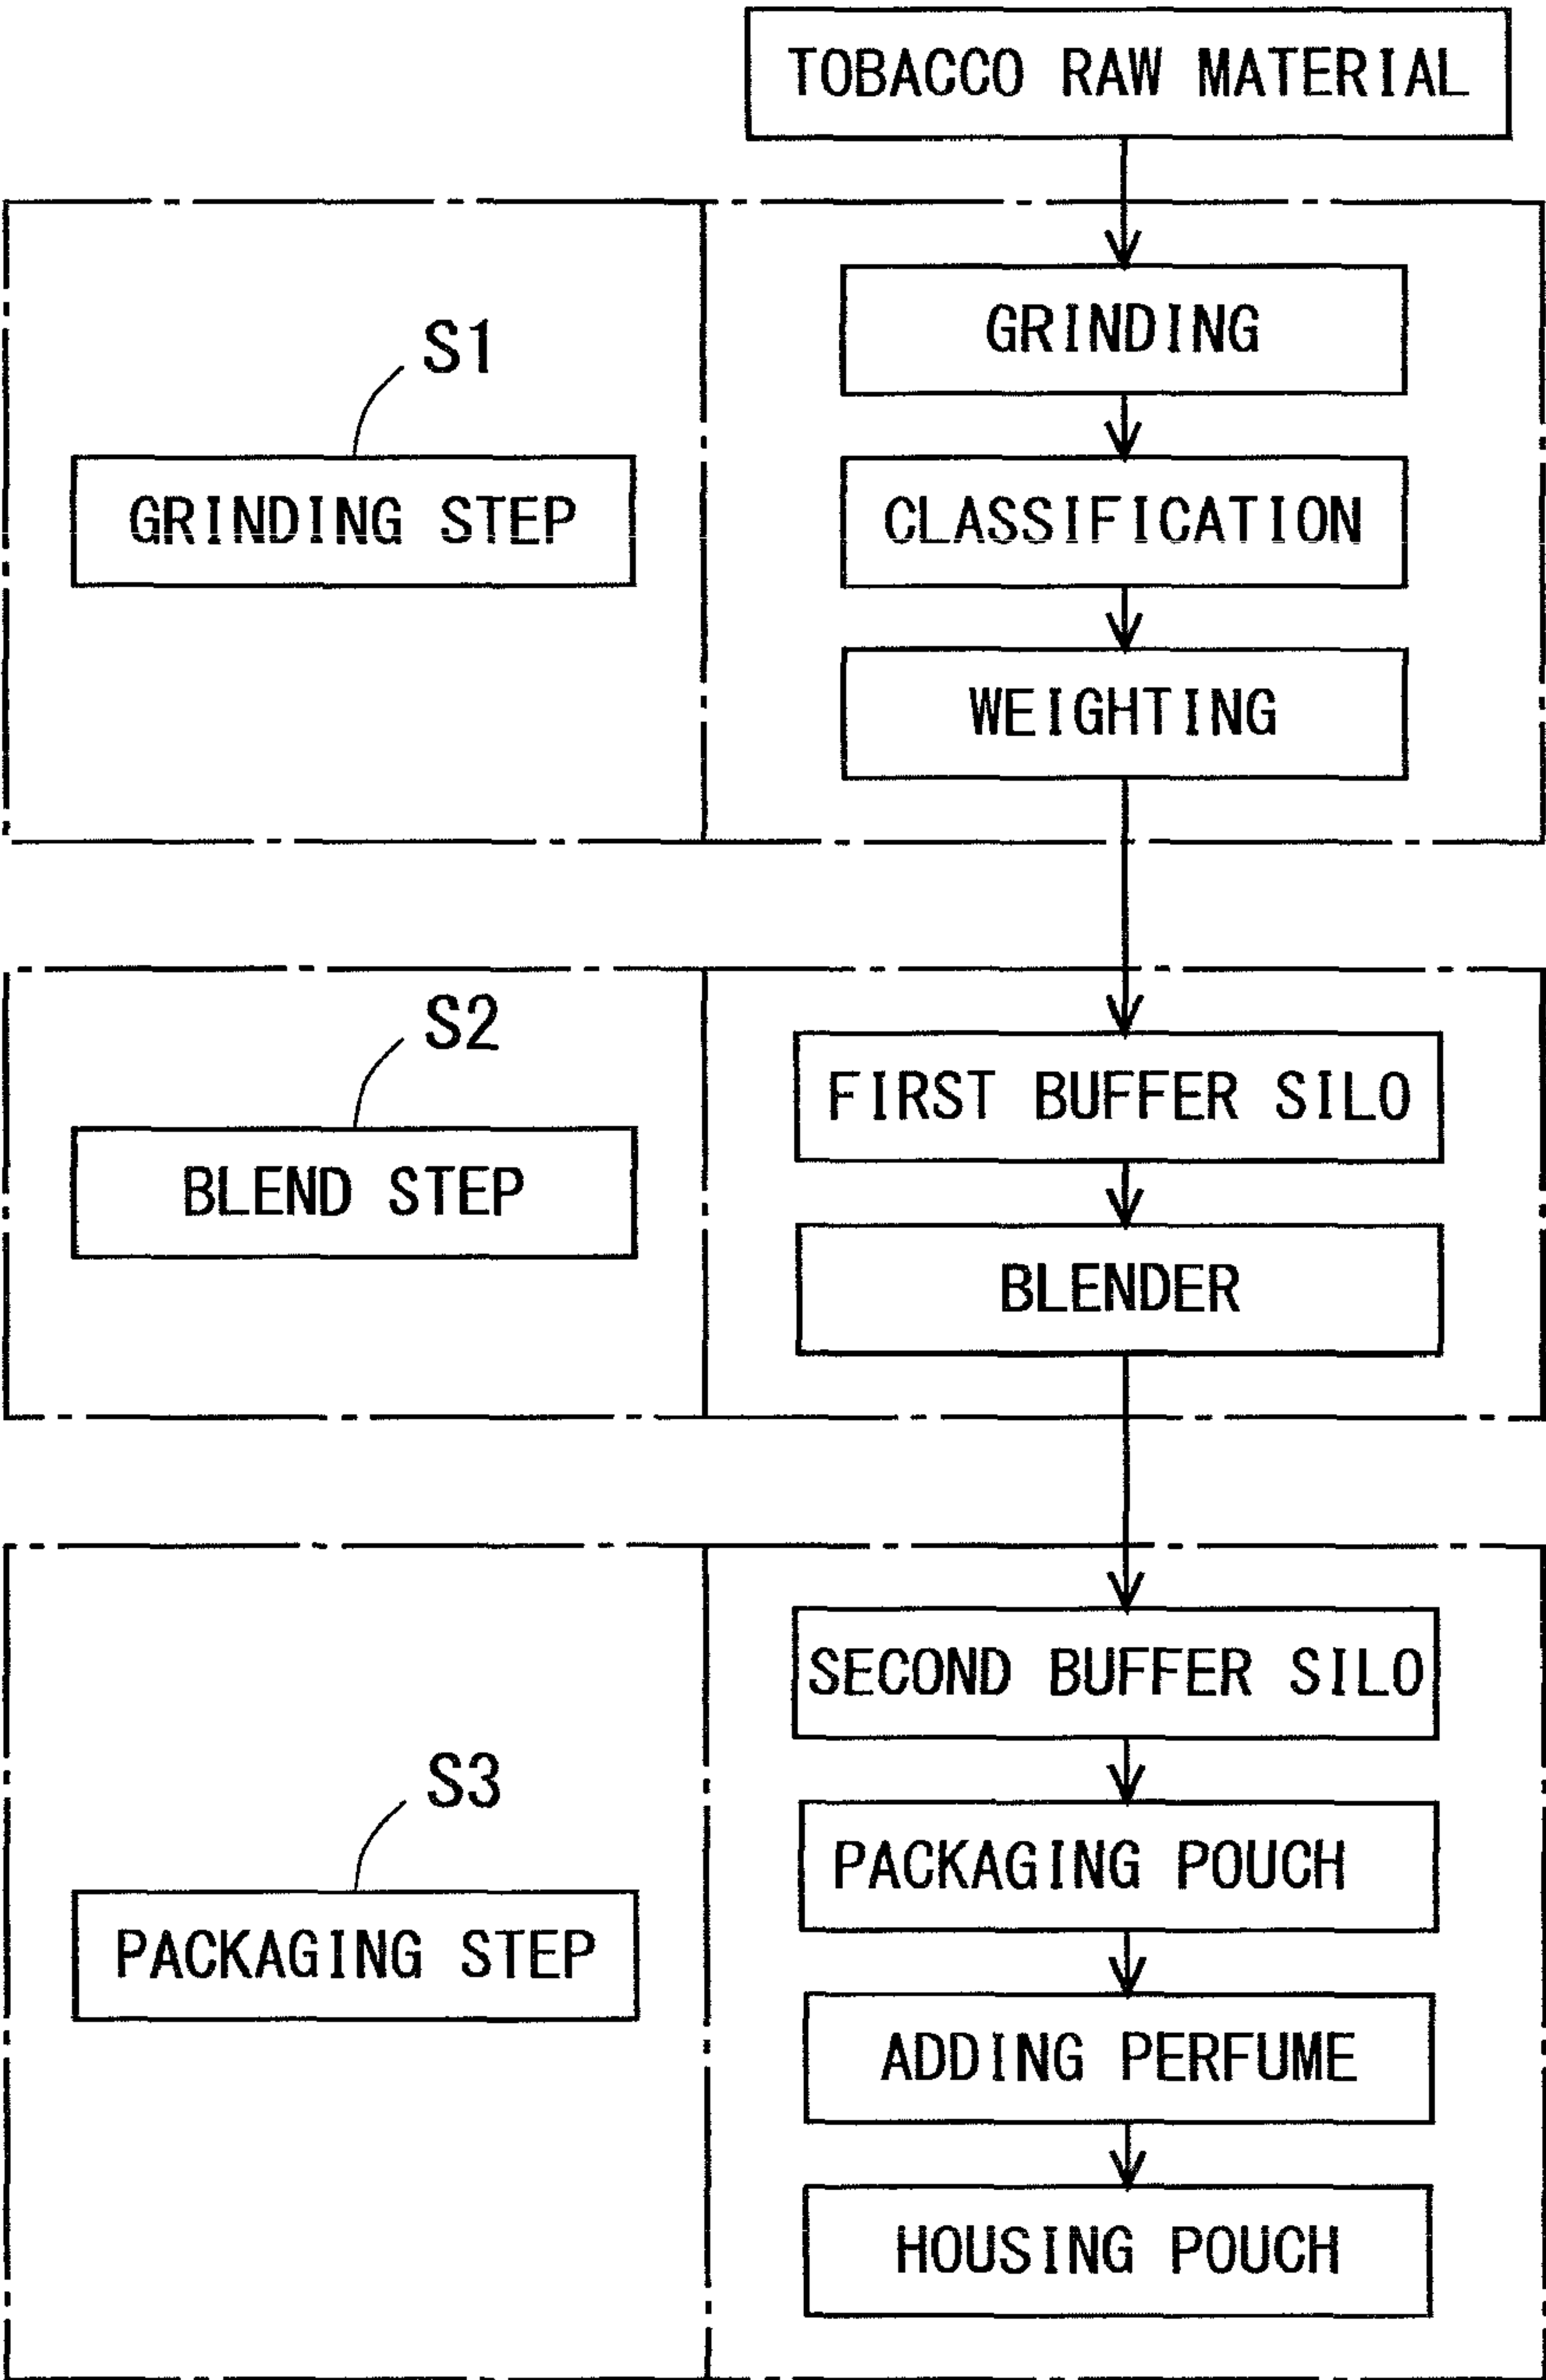 TOBACCO RAW MATERIAL
GRINDING
S1
GRINDING STEP
CLASSIFICATION
WEIGHTING
S2
FIRST BUFFER SILO
BLEND STEP
BLENDER
SECOND BUFFER SILO
S3
PACKAGING POUCH
PACKAGING STEP
ADDING PERFUME
HOUSING POUCH